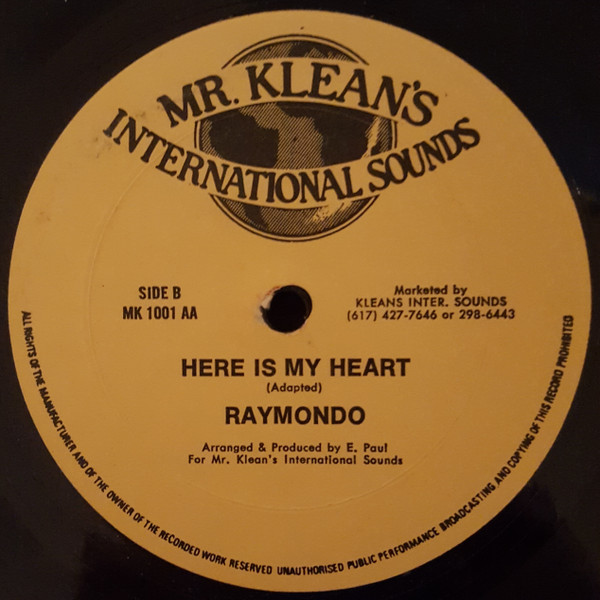 MR. KLEAN'S
INTERNATIONAL SOUNDS
SIDE B
MK 1001 AA
Marketed by
KLEANS INTER. SOUNDS
(617) 427-7646 or 298-6443
HERE IS MY HEART
(Adapted)
RAYMONDO
Arranged & Produced by E. Paul
For Mr. Klean's International Sounds
ALL RIGHTS OF THE MANUFACTURER AND OF THE OWNER OF THE RECORDED WORK RESERVED UNAUTHORISED PUBLIC PERFORMANCE BROADCASTING AND COPYING OF THIS RECORD PROHIBITED